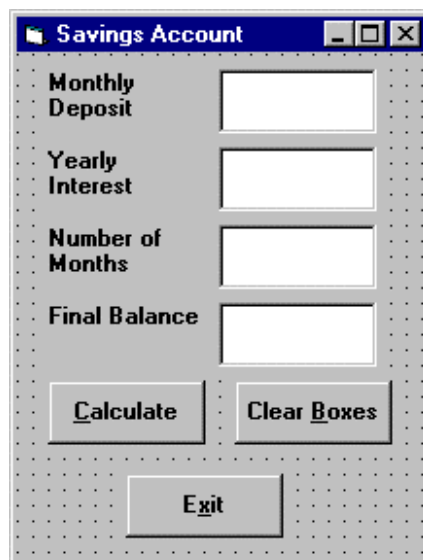 Savings Account
Monthly
Deposit
Yearly
Interest
Number of
Months
Final Balance
Calculate
Clear Boxes
Exit